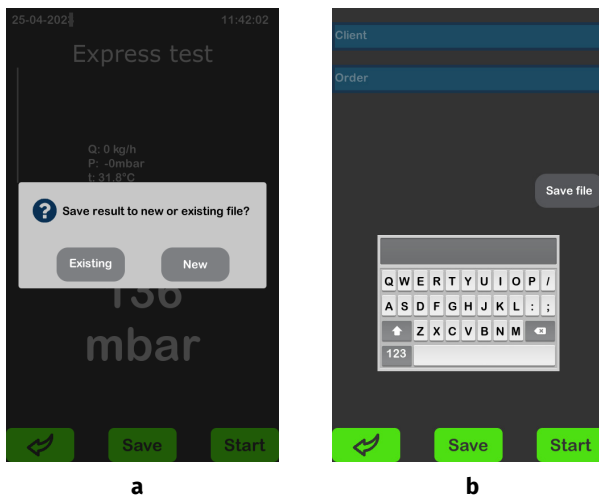 25-04-202
11:42:02
Express test
Q: 0 kg/h
P: -0mbar
t: 31.8°C
Save result to new or existing file?
Existing
New
136
mbar
Save
Start
a
Client
Order
Save file
Q W E R T Y U I O P /
A S D F G H J K L : ;
Z X C V B N M
123
Save
Start
b